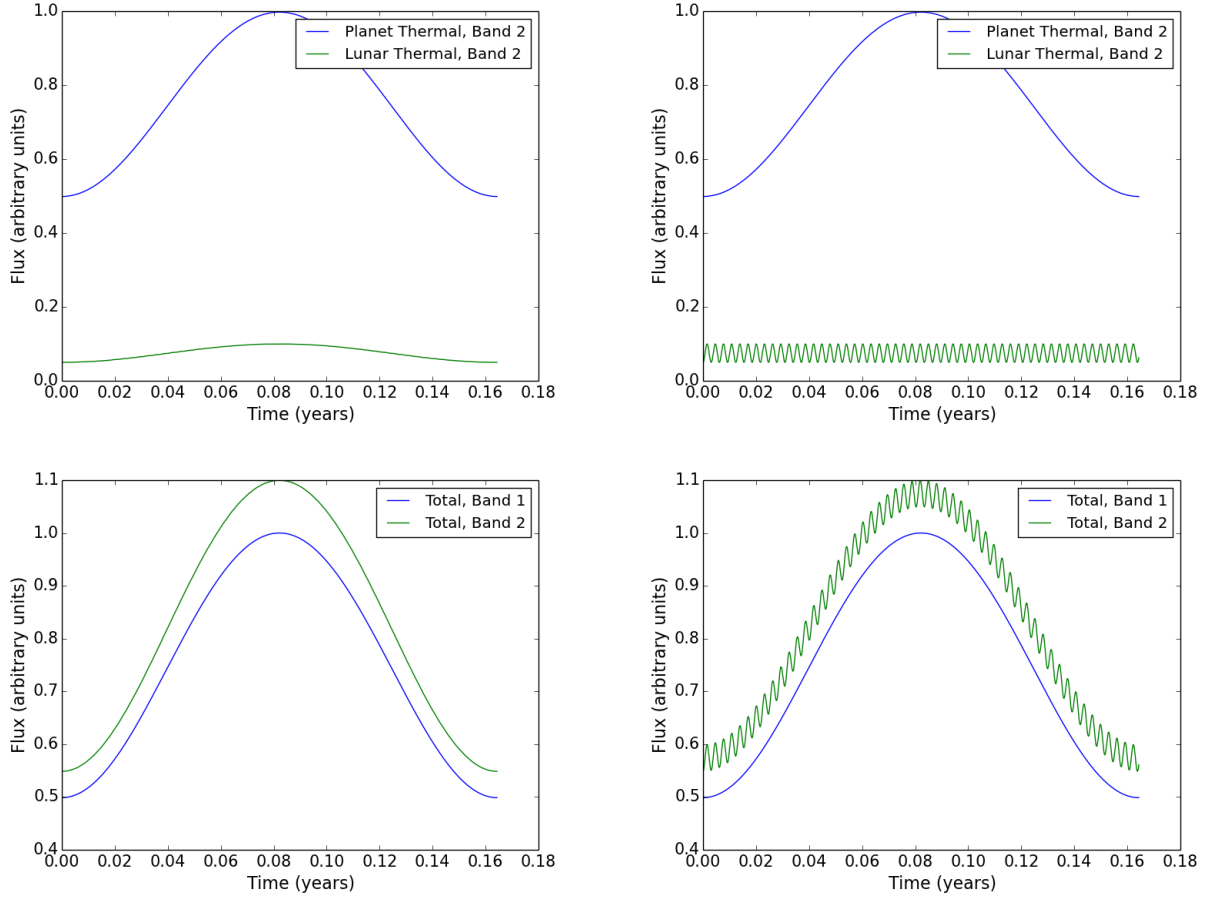 1.0
0.8
0.6
0.4
0.2
0.0
Flux (arbitrary units)
Planet Thermal, Band 2
Lunar Thermal, Band 2
0.00 0.02 0.04 0.06 0.08 0.10 0.12 0.14 0.16 0.18
Time (years)
1.0
0.8
0.6
0.4
0.2
0.0
Flux (arbitrary units)
Planet Thermal, Band 2
Lunar Thermal, Band 2
0.00 0.02 0.04 0.06 0.08 0.10 0.12 0.14 0.16 0.18
Time (years)
1.1
1.0
0.9
0.8
0.7
0.6
0.5
0.4
Flux (arbitrary units)
Total, Band 1
Total, Band 2
0.00 0.02 0.04 0.06 0.08 0.10 0.12 0.14 0.16 0.18
Time (years)
1.1
1.0
0.9
0.8
0.7
0.6
0.5
0.4
Flux (arbitrary units)
Total, Band 1
Total, Band 2
0.00 0.02 0.04 0.06 0.08 0.10 0.12 0.14 0.16 0.18
Time (years)